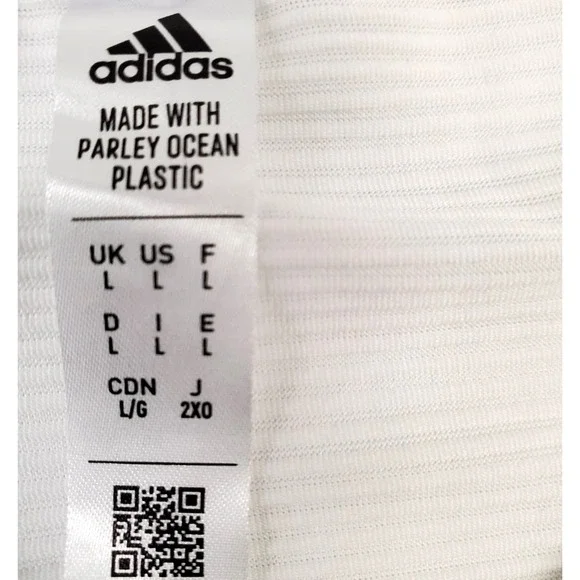 adidas
MADE WITH
PARLEY OCEAN
PLASTIC
UK US F
L L L
D I E
L L L
CDN J
L/G 2XO